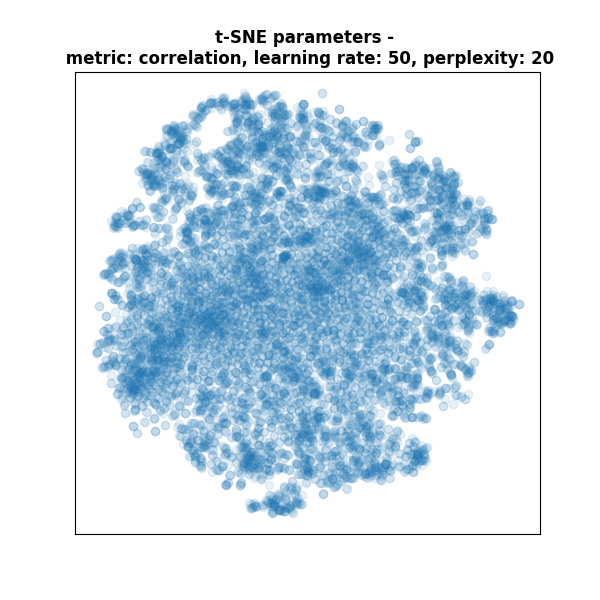 t-SNE parameters -
metric: correlation, learning rate: 50, perplexity: 20